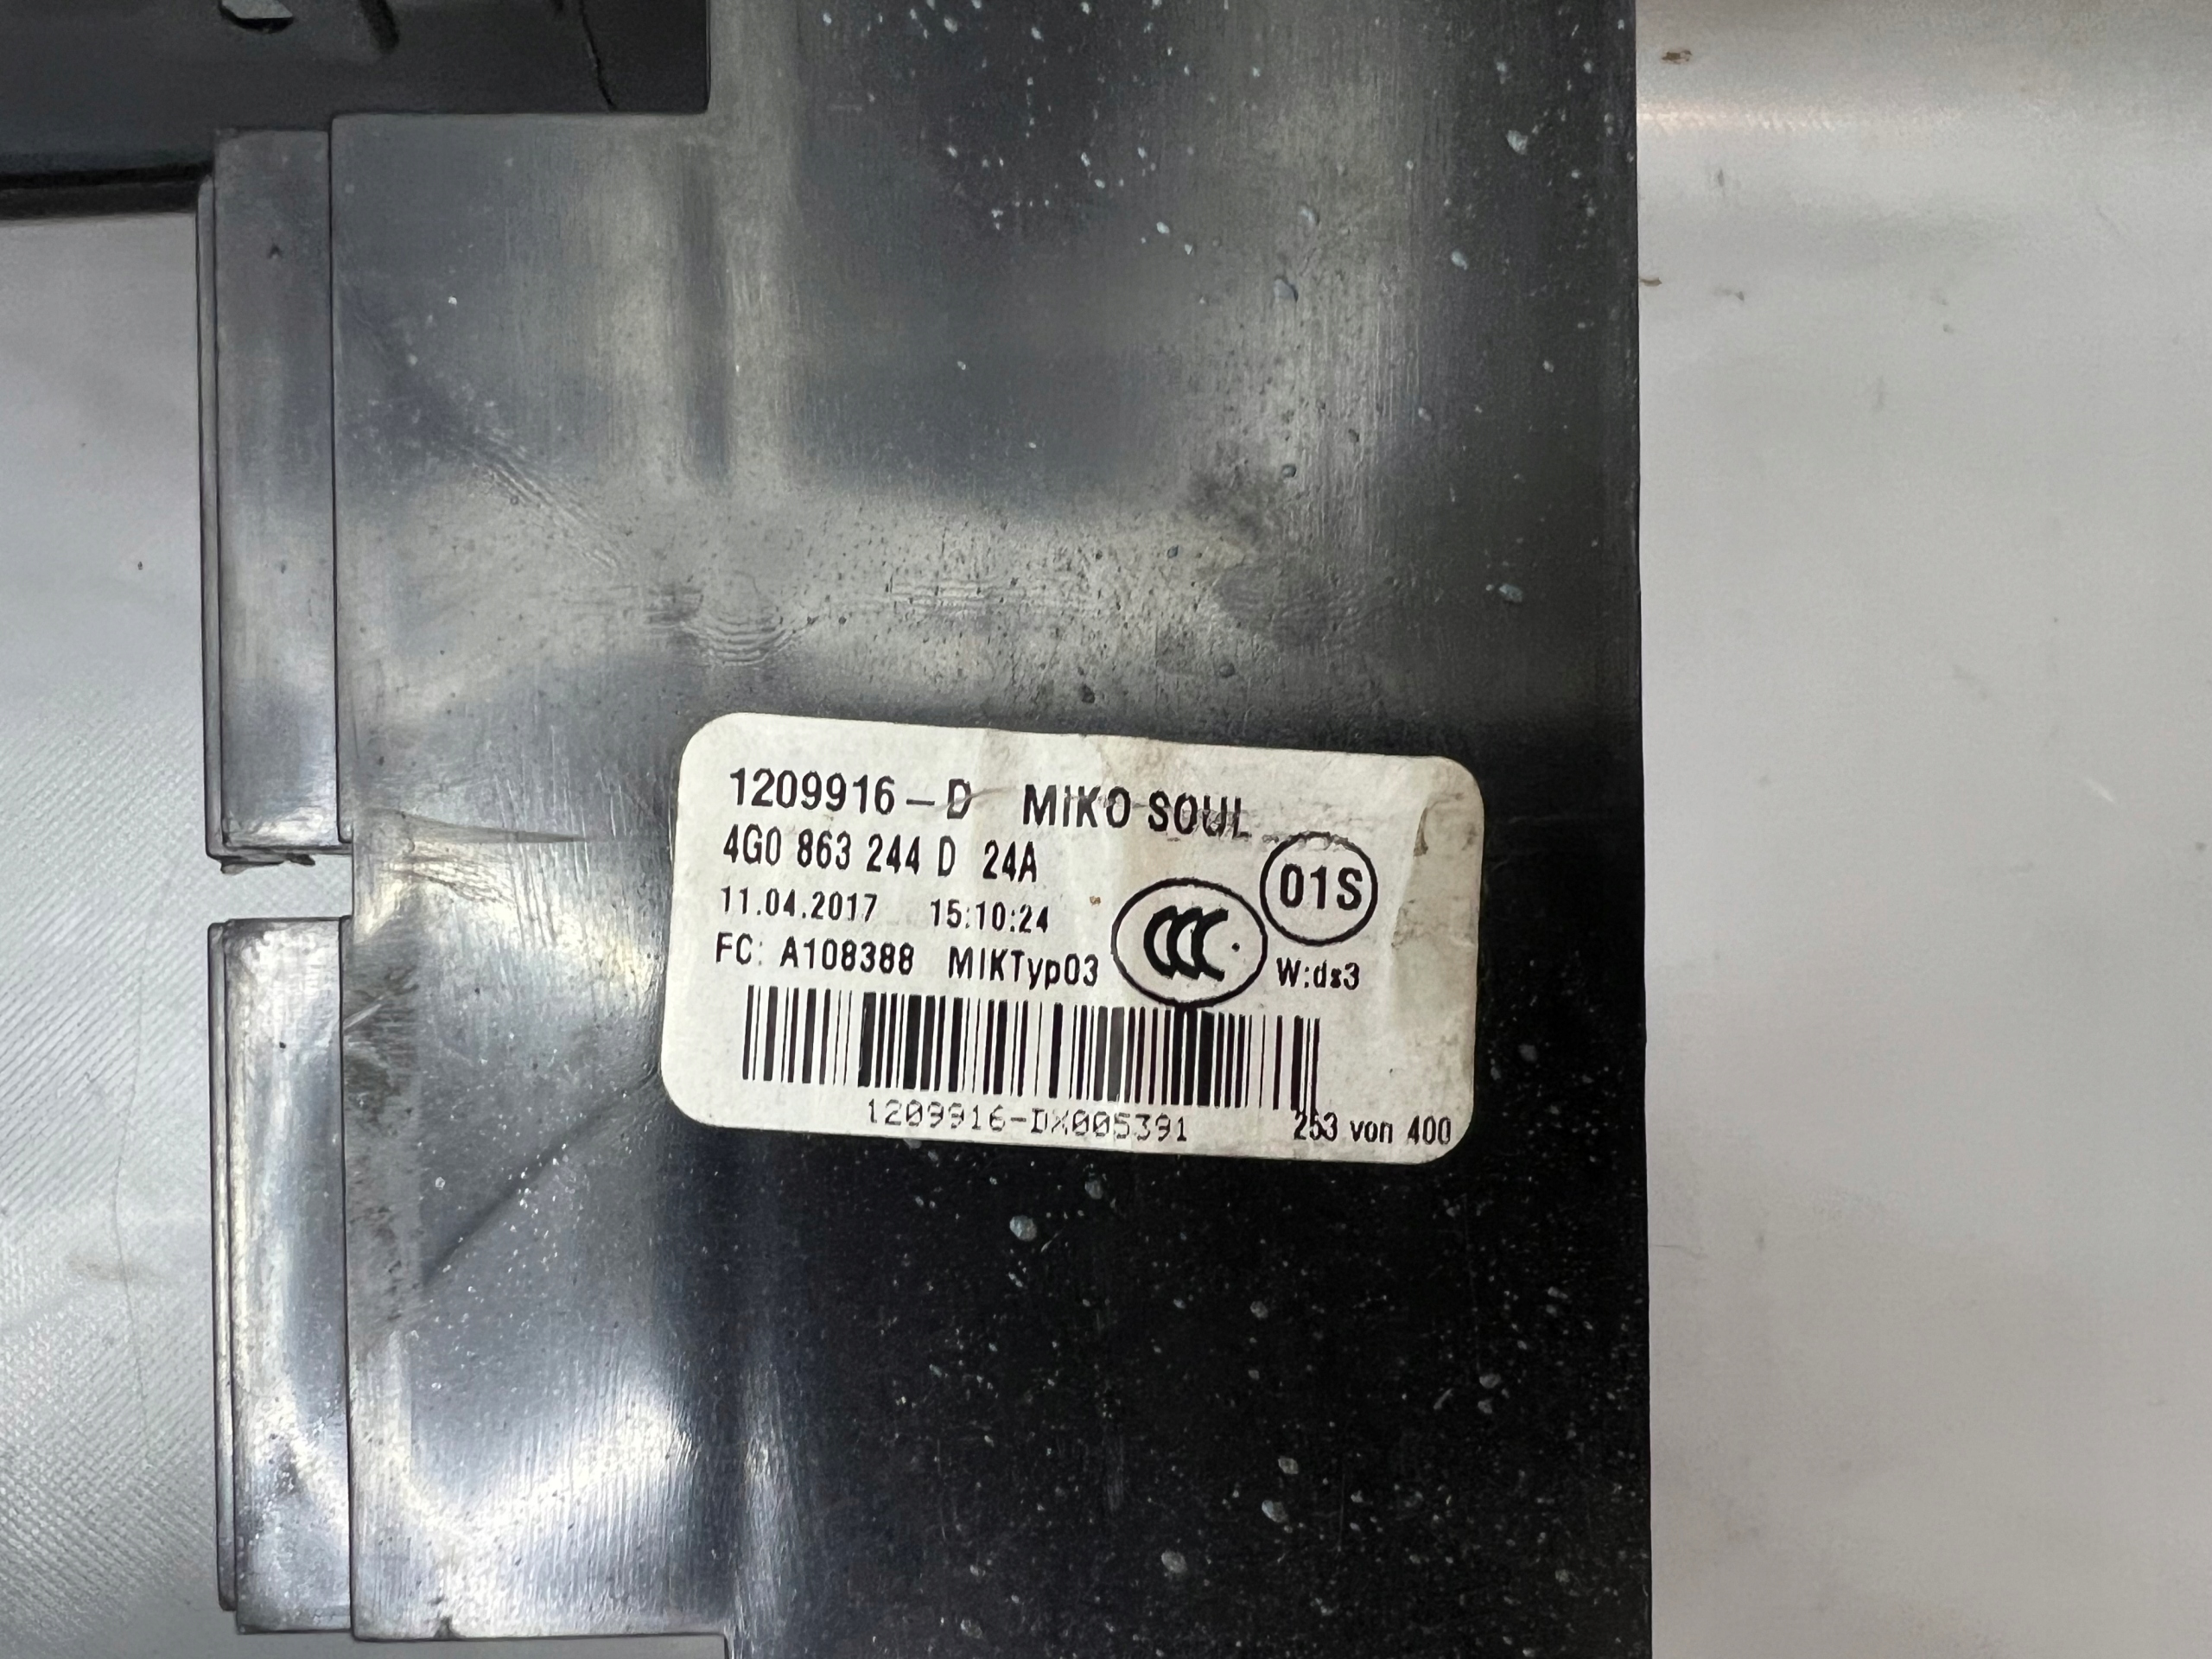 1209916-D MIKO SOUL
4G0 863 244 D 24A
01S
11.04.2017 15:10:24
CCC
FC: A108388 MIKTyp03
W:ds3
1209916-DX005391
253 von 400